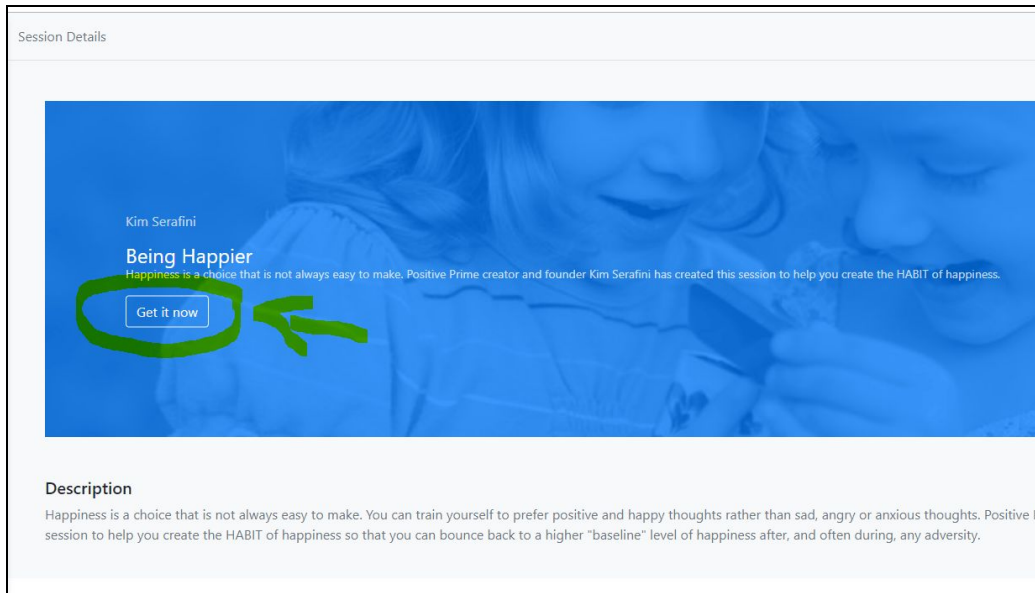 Session Details
Kim Serafini
Being Happier
Happiness is a choice that is not always easy to make. Positive Prime creator and founder Kim Serafini has created this session to help you create the HABIT of happiness.
Get it now
Description
Happiness is a choice that is not always easy to make. You can train yourself to prefer positive and happy thoughts rather than sad, angry or anxious thoughts. Positive
session to help you create the HABIT of happiness so that you can bounce back to a higher "baseline" level of happiness after, and often during, any adversity.